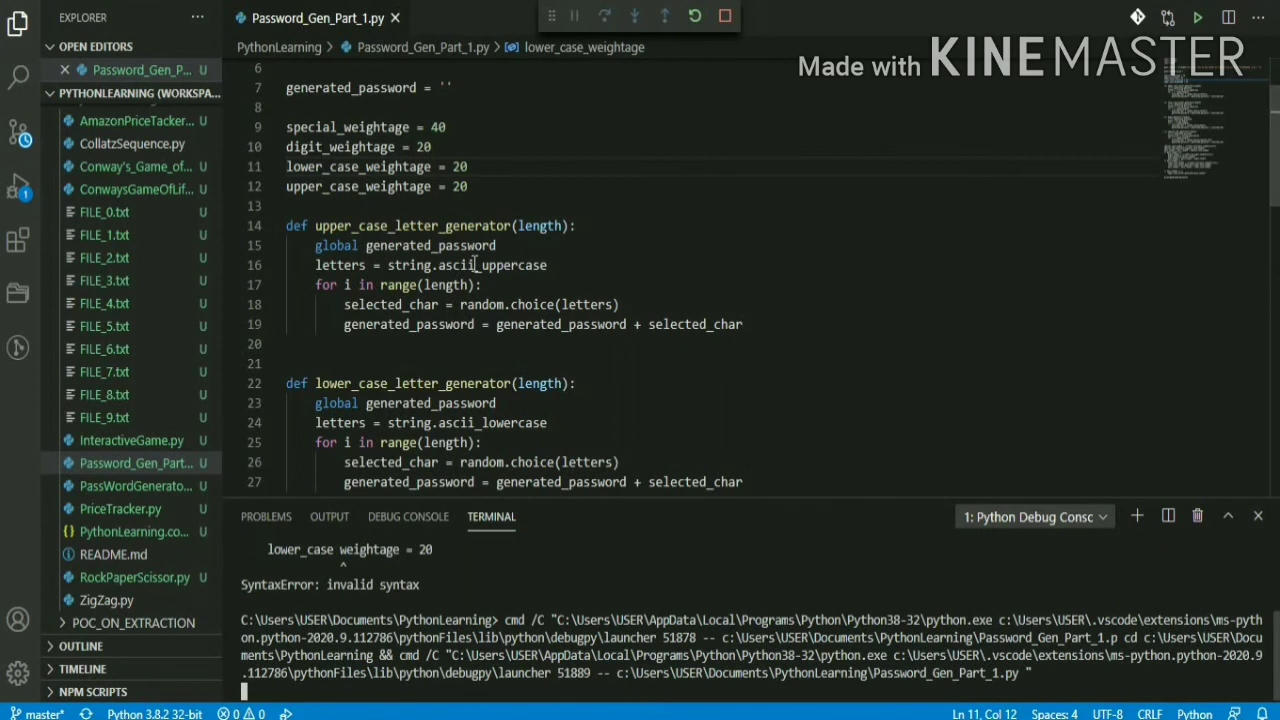 EXPLORER
Password_Gen_Part_1.py
Made with KINEMASTER
OPEN EDITORS
Password_Gen_P... U
PYTHONLEARNING (WORKSPA...
AmazonPriceTacker... U
CollatzSequence.py U
Conway's_Game_of... U
ConwaysGameOfLif... U
FILE_0.txt U
FILE_1.txt U
FILE_2.txt U
FILE_3.txt U
FILE_4.txt U
FILE_5.txt U
FILE_6.txt U
FILE_7.txt U
FILE_8.txt U
FILE_9.txt U
InteractiveGame.py U
Password_Gen_Part... U
PassWordGenerato... U
PriceTracker.py U
PythonLearning.co... U
README.md U
RockPaperScissor.py U
ZigZag.py U
POC_ON_EXTRACTION
OUTLINE
TIMELINE
NPM SCRIPTS
PythonLearning > Password_Gen_Part_1.py > lower_case_weightage
6
7 generated_password = ''
8
9 special_weightage = 40
10 digit_weightage = 20
11 lower_case_weightage = 20
12 upper_case_weightage = 20
13
14 def upper_case_letter_generator(length):
15 global generated_password
16 letters = string.ascii_uppercase
17 for i in range(length):
18 selected_char = random.choice(letters)
19 generated_password = generated_password + selected_char
20
21
22 def lower_case_letter_generator(length):
23 global generated_password
24 letters = string.ascii_lowercase
25 for i in range(length):
26 selected_char = random.choice(letters)
27 generated_password = generated_password + selected_char
PROBLEMS OUTPUT DEBUG CONSOLE TERMINAL 1: Python Debug Consc
lower_case weightage = 20
^
SyntaxError: invalid syntax
C:\Users\USER\Documents\PythonLearning> cmd /C "C:\Users\USER\AppData\Local\Programs\Python\Python38-32\python.exe c:\Users\USER\.vscode\extensions\ms-pyth
on.python-2020.9.112786\pythonFiles\lib\python\debugpy\launcher 51878 -- c:\Users\USER\Documents\PythonLearning\Password_Gen_Part_1.p cd c:\Users\USER\Docu
ments\PythonLearning && cmd /C "C:\Users\USER\AppData\Local\Programs\Python\Python38-32\python.exe c:\Users\USER\.vscode\extensions\ms-python.python-2020.9
.112786\pythonFiles\lib\python\debugpy\launcher 51889 -- c:\Users\USER\Documents\PythonLearning\Password_Gen_Part_1.py "
master* Python 3.8.2 32-bit 0 0 Ln 11, Col 12 Spaces: 4 UTF-8 CRLF Python